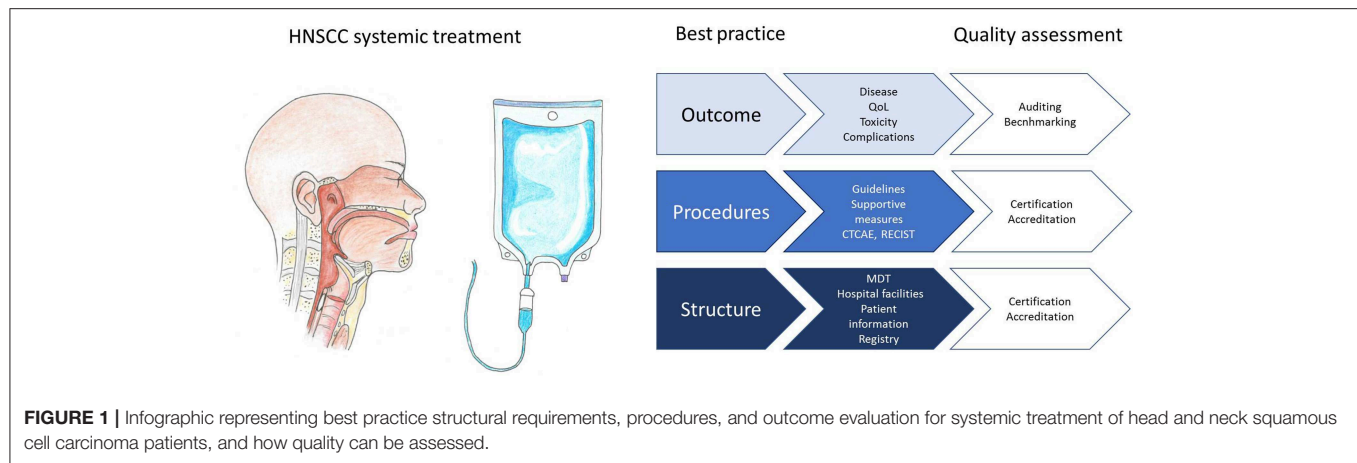 HNSCC systemic treatment
Best practice
Quality assessment
Outcome
Disease
QoL
Toxicity
Complications
Auditing
Becnhmarking
Procedures
Guidelines
Supportive
measures
CTCAE, RECIST
Certification
Accreditation
Structure
MDT
Hospital facilities
Patient
information
Registry
Certification
Accreditation
FIGURE 1 | Infographic representing best practice structural requirements, procedures, and outcome evaluation for systemic treatment of head and neck squamous
cell carcinoma patients, and how quality can be assessed.